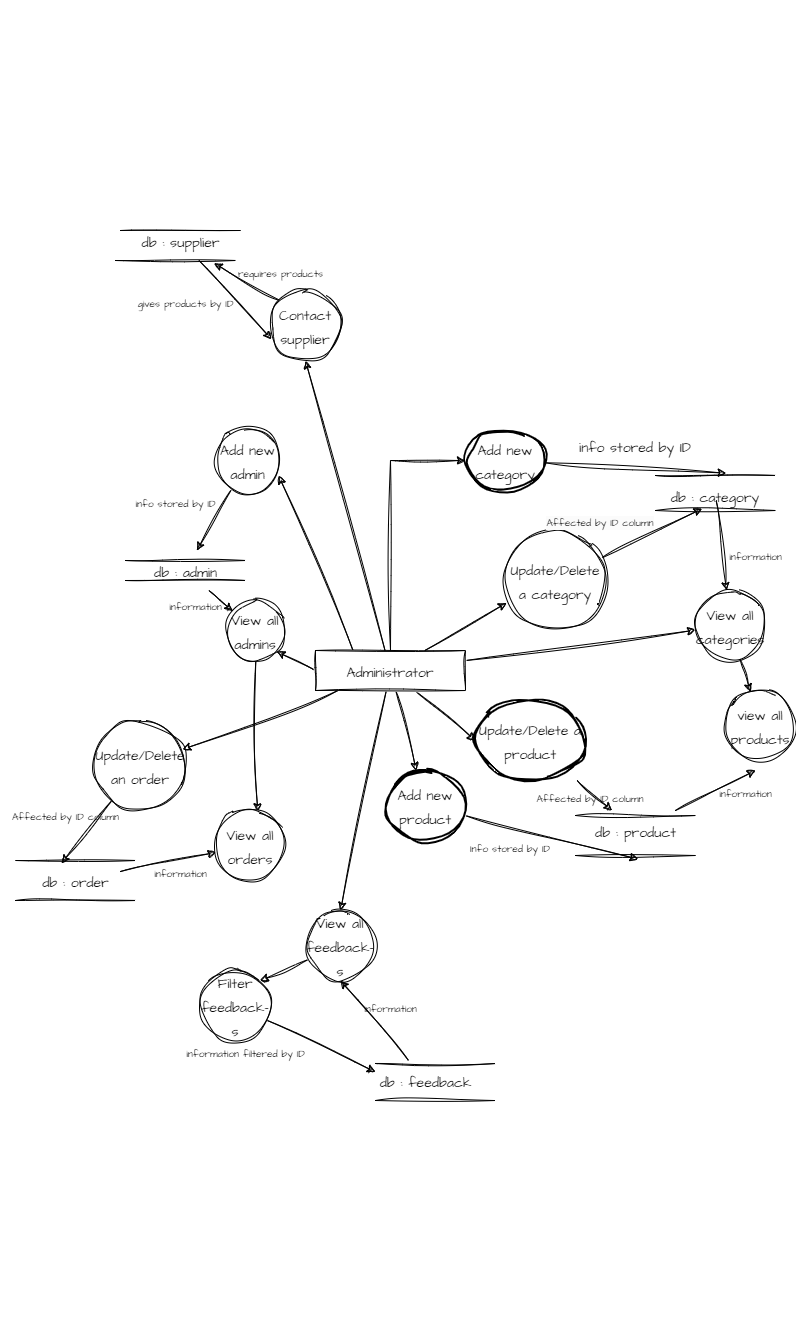 db : supplier
requires products
gives products by ID
Contact
supplier
Add new
admin
info stored by ID
db : admin
information
View all
admins
Add new
category
info stored by ID
db : category
Affected by ID column
Update/Delete
a category
information
View all
categories
Administrator
view all
products
Update/Delete a
product
Update/Delete
an order
Affected by ID column
information
Add new
product
Affected by ID column
db : product
info stored by ID
View all
orders
db : order
information
View all
feedback-
s
Filter
feedback-
s
information
information filtered by ID
db : feedback